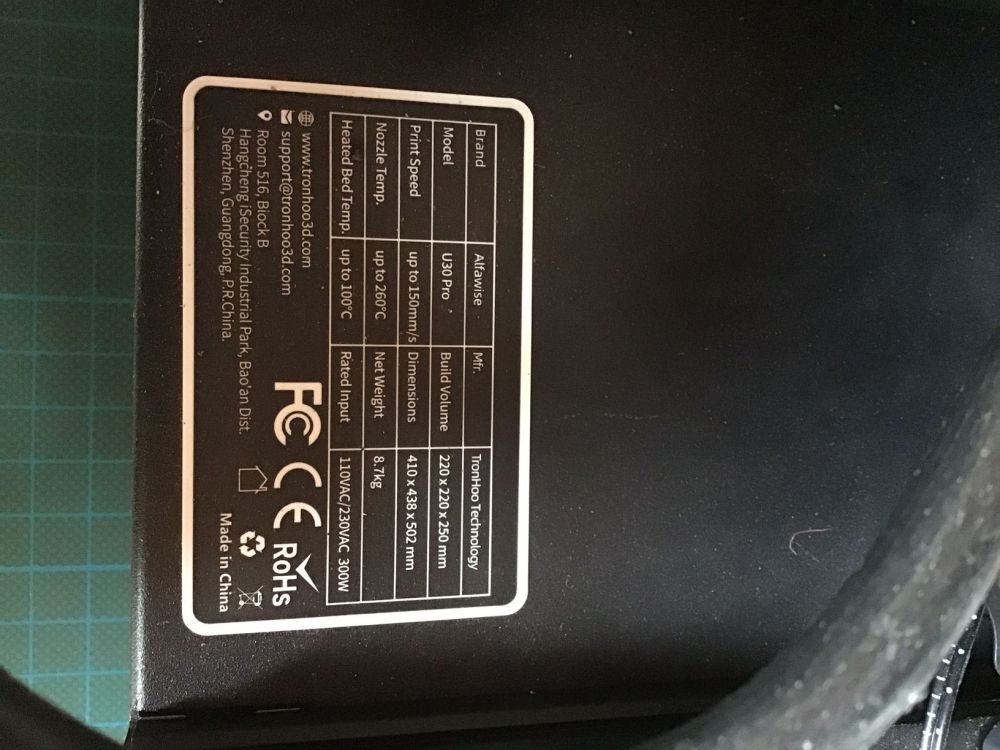 Brand Alfawise Mfr. TronHoo Technology
Model U30 Pro Build Volume 220 x 220 x 250 mm
Print Speed up to 150mm/s Dimensions 410 x 438 x 502 mm
Nozzle Temp. up to 260°C Net Weight 8.7kg
Heated Bed Temp. up to 100°C Rated Input 110VAC/230VAC 300W
www.tronhoo3d.com
support@tronhoo3d.com
Room 516, Block B
Hangcheng iSecurity Industrial Park, Bao'an Dist.
Shenzhen, Guangdong, P.R.China.
FC CE RoHs
Made in China